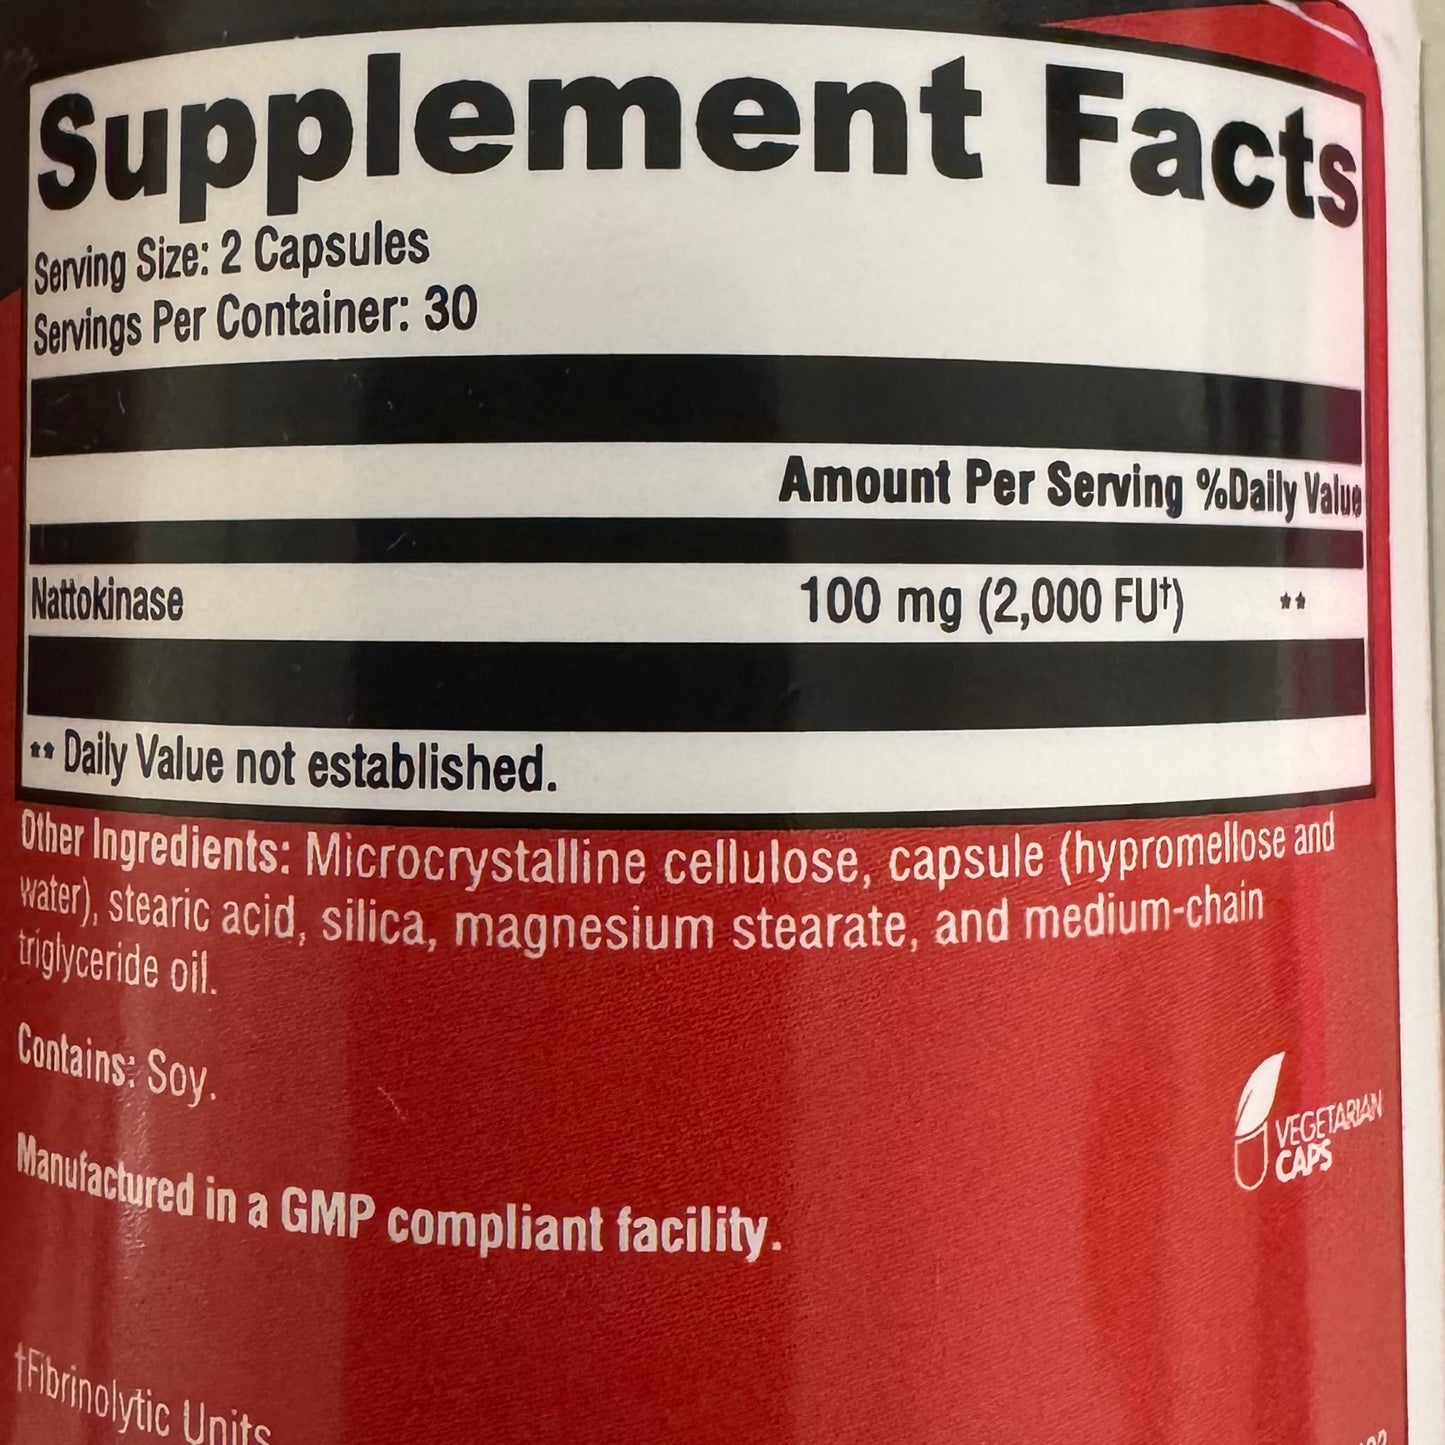 Supplement Facts
Serving Size: 2 Capsules
Servings Per Container: 30
Amount Per Serving %Daily Value
Nattokinase 100 mg (2,000 FU†) **
** Daily Value not established.
Other Ingredients: Microcrystalline cellulose, capsule (hypromellose and
water), stearic acid, silica, magnesium stearate, and medium-chain
triglyceride oil.
Contains: Soy.
VEGETARIAN
CAPS
Manufactured in a GMP compliant facility.
†Fibrinolytic Units